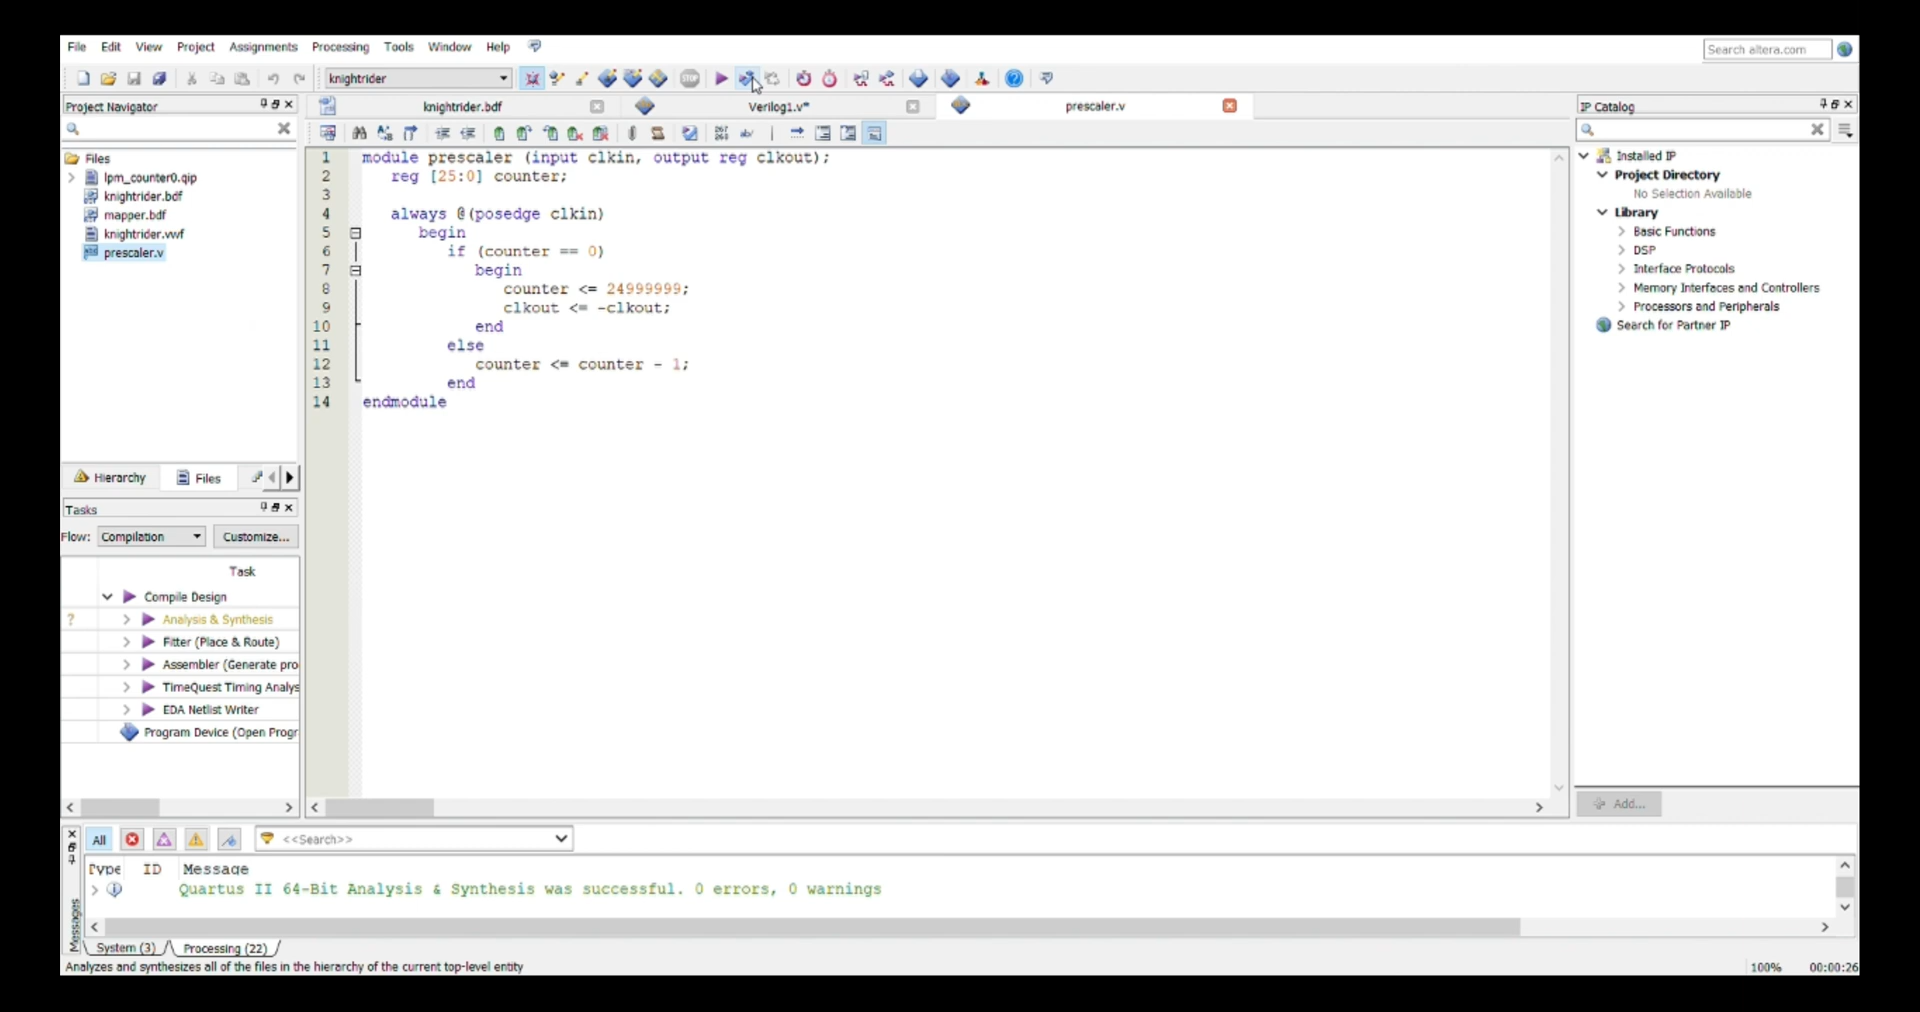 File Edit View Project Assignments Processing Tools Window Help
Search altera.com
knightrider
Project Navigator
knightrider.bdf
Verilog1.v*
prescaler.v
IP Catalog
Files
lpm_counter0.qip
knightrider.bdf
mapper.bdf
knightrider.vwf
prescaler.v
1 module prescaler (input clkin, output reg clkout);
2 reg [25:0] counter;
3
4 always @(posedge clkin)
5 begin
6 if (counter == 0)
7 begin
8 counter <= 24999999;
9 clkout <= -clkout;
10 end
11 else
12 counter <= counter - 1;
13 end
14 endmodule
Installed IP
Project Directory
No Selection Available
Library
Basic Functions
DSP
Interface Protocols
Memory Interfaces and Controllers
Processors and Peripherals
Search for Partner IP
Add...
Hierarchy Files
Tasks
Flow: Compilation Customize...
Task
Compile Design
? Analysis & Synthesis
Fitter (Place & Route)
Assembler (Generate pro
TimeQuest Timing Analys
EDA Netlist Writer
Program Device (Open Progr
All <<Search>>
Type ID Message
Quartus II 64-Bit Analysis & Synthesis was successful. 0 errors, 0 warnings
Messages
System (3) Processing (22)
Analyzes and synthesizes all of the files in the hierarchy of the current top-level entity
100% 00:00:26